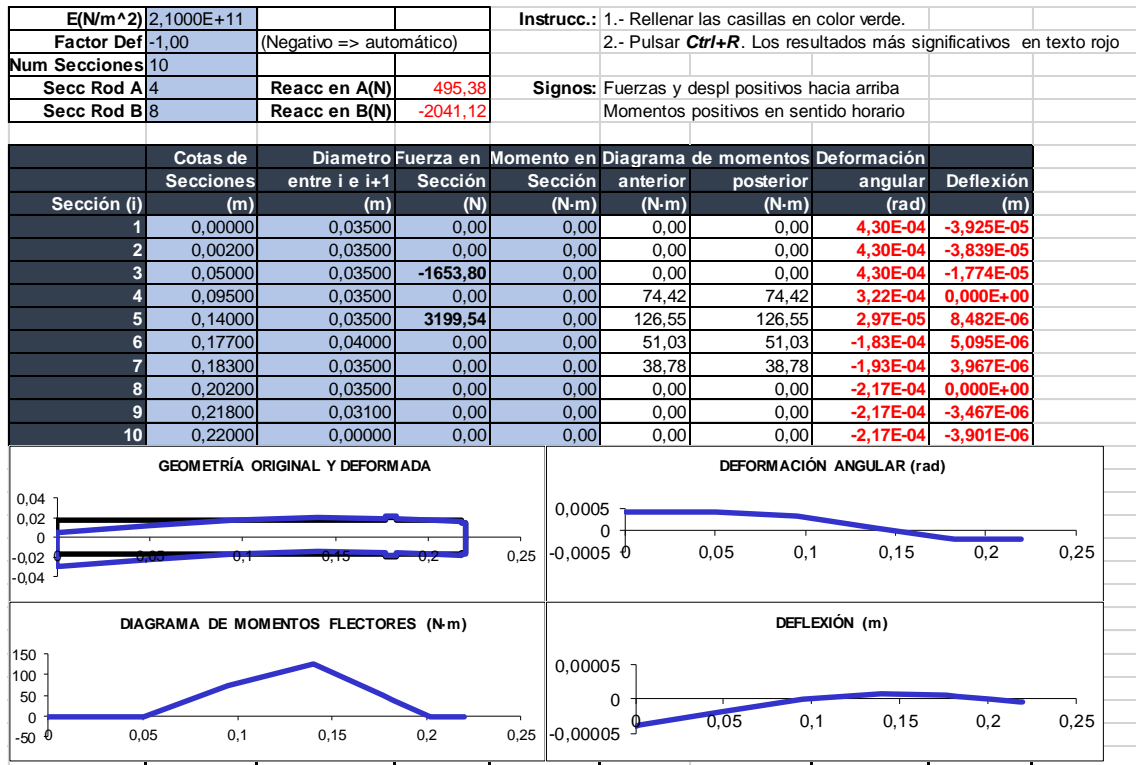 E(N/m^2) 2,1000E+11 Instrucc.: 1.- Rellenar las casillas en color verde.
Factor Def -1,00 (Negativo => automático) 2.- Pulsar Ctrl+R. Los resultados más significativos en texto rojo
Num Secciones 10
Secc Rod A 4 Reacc en A(N) 495,38 Signos: Fuerzas y despl positivos hacia arriba
Secc Rod B 8 Reacc en B(N) -2041,12 Momentos positivos en sentido horario
Cotas de Diametro Fuerza en Momento en Diagrama de momentos Deformación
Secciones entre i e i+1 Sección Sección anterior posterior angular Deflexión
Sección (i) (m) (m) (N) (N·m) (N·m) (N·m) (rad) (m)
1 0,00000 0,03500 0,00 0,00 0,00 0,00 4,30E-04 -3,925E-05
2 0,00200 0,03500 0,00 0,00 0,00 0,00 4,30E-04 -3,839E-05
3 0,05000 0,03500 -1653,80 0,00 0,00 0,00 4,30E-04 -1,774E-05
4 0,09500 0,03500 0,00 0,00 74,42 74,42 3,22E-04 0,000E+00
5 0,14000 0,03500 3199,54 0,00 126,55 126,55 2,97E-05 8,482E-06
6 0,17700 0,04000 0,00 0,00 51,03 51,03 -1,83E-04 5,095E-06
7 0,18300 0,03500 0,00 0,00 38,78 38,78 -1,93E-04 3,967E-06
8 0,20200 0,03500 0,00 0,00 0,00 0,00 -2,17E-04 0,000E+00
9 0,21800 0,03100 0,00 0,00 0,00 0,00 -2,17E-04 -3,467E-06
10 0,22000 0,00000 0,00 0,00 0,00 0,00 -2,17E-04 -3,901E-06
GEOMETRÍA ORIGINAL Y DEFORMADA
0,04
0,02
0
-0,02
-0,04
0 0,05 0,1 0,15 0,2 0,25
DEFORMACIÓN ANGULAR (rad)
0,0005
0
-0,0005
0 0,05 0,1 0,15 0,2 0,25
DIAGRAMA DE MOMENTOS FLECTORES (N·m)
150
100
50
0
-50
0 0,05 0,1 0,15 0,2 0,25
DEFLEXIÓN (m)
0,00005
0
-0,00005
0 0,05 0,1 0,15 0,2 0,25